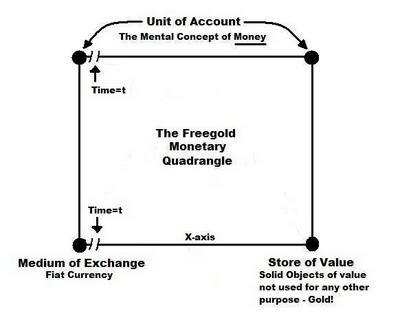 Unit of Account
The Mental Concept of Money
Time=t
The Freegold
Monetary
Quadrangle
Time=t
X-axis
Medium of Exchange
Fiat Currency
Store of Value
Solid Objects of value
not used for any other
purpose - Gold!